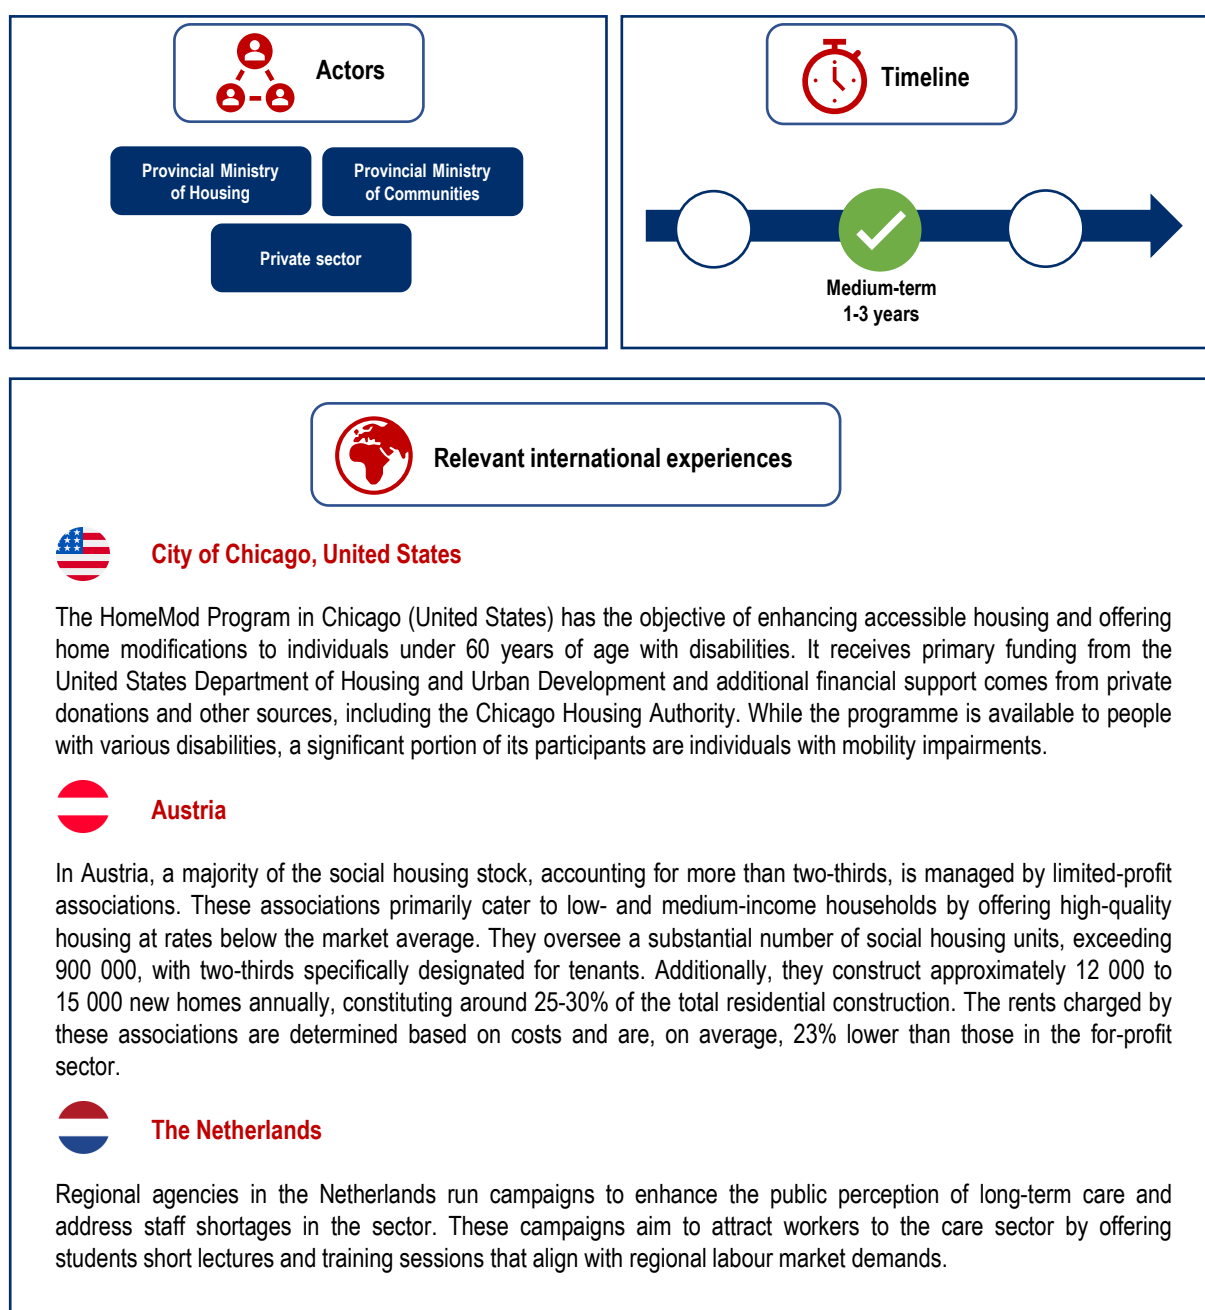 Actors
Provincial Ministry
of Housing
Provincial Ministry
of Communities
Private sector
Timeline
Medium-term
1-3 years
Relevant international experiences
City of Chicago, United States
The HomeMod Program in Chicago (United States) has the objective of enhancing accessible housing and offering
home modifications to individuals under 60 years of age with disabilities. It receives primary funding from the
United States Department of Housing and Urban Development and additional financial support comes from private
donations and other sources, including the Chicago Housing Authority. While the programme is available to people
with various disabilities, a significant portion of its participants are individuals with mobility impairments.
Austria
In Austria, a majority of the social housing stock, accounting for more than two-thirds, is managed by limited-profit
associations. These associations primarily cater to low- and medium-income households by offering high-quality
housing at rates below the market average. They oversee a substantial number of social housing units, exceeding
900 000, with two-thirds specifically designated for tenants. Additionally, they construct approximately 12 000 to
15 000 new homes annually, constituting around 25-30% of the total residential construction. The rents charged by
these associations are determined based on costs and are, on average, 23% lower than those in the for-profit
sector.
The Netherlands
Regional agencies in the Netherlands run campaigns to enhance the public perception of long-term care and
address staff shortages in the sector. These campaigns aim to attract workers to the care sector by offering
students short lectures and training sessions that align with regional labour market demands.